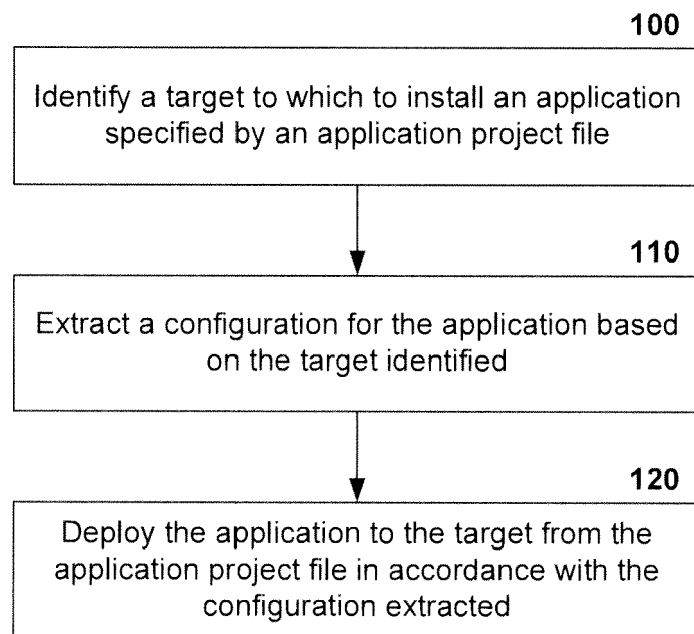 100
Identify a target to which to install an application
specified by an application project file
110
Extract a configuration for the application based
on the target identified
120
Deploy the application to the target from the
application project file in accordance with the
configuration extracted